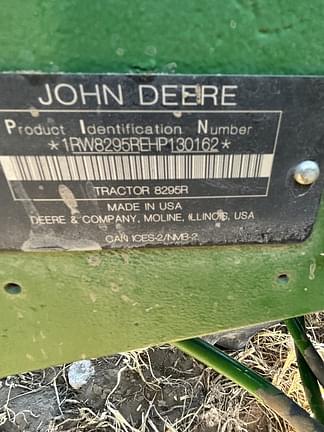 JOHN DEERE
Product Identification Number
*1RW8295REHP130162*
TRACTOR 8295R
MADE IN USA
DEERE & COMPANY, MOLINE, ILLINOIS, USA
CAN ICES-2/NMB-2